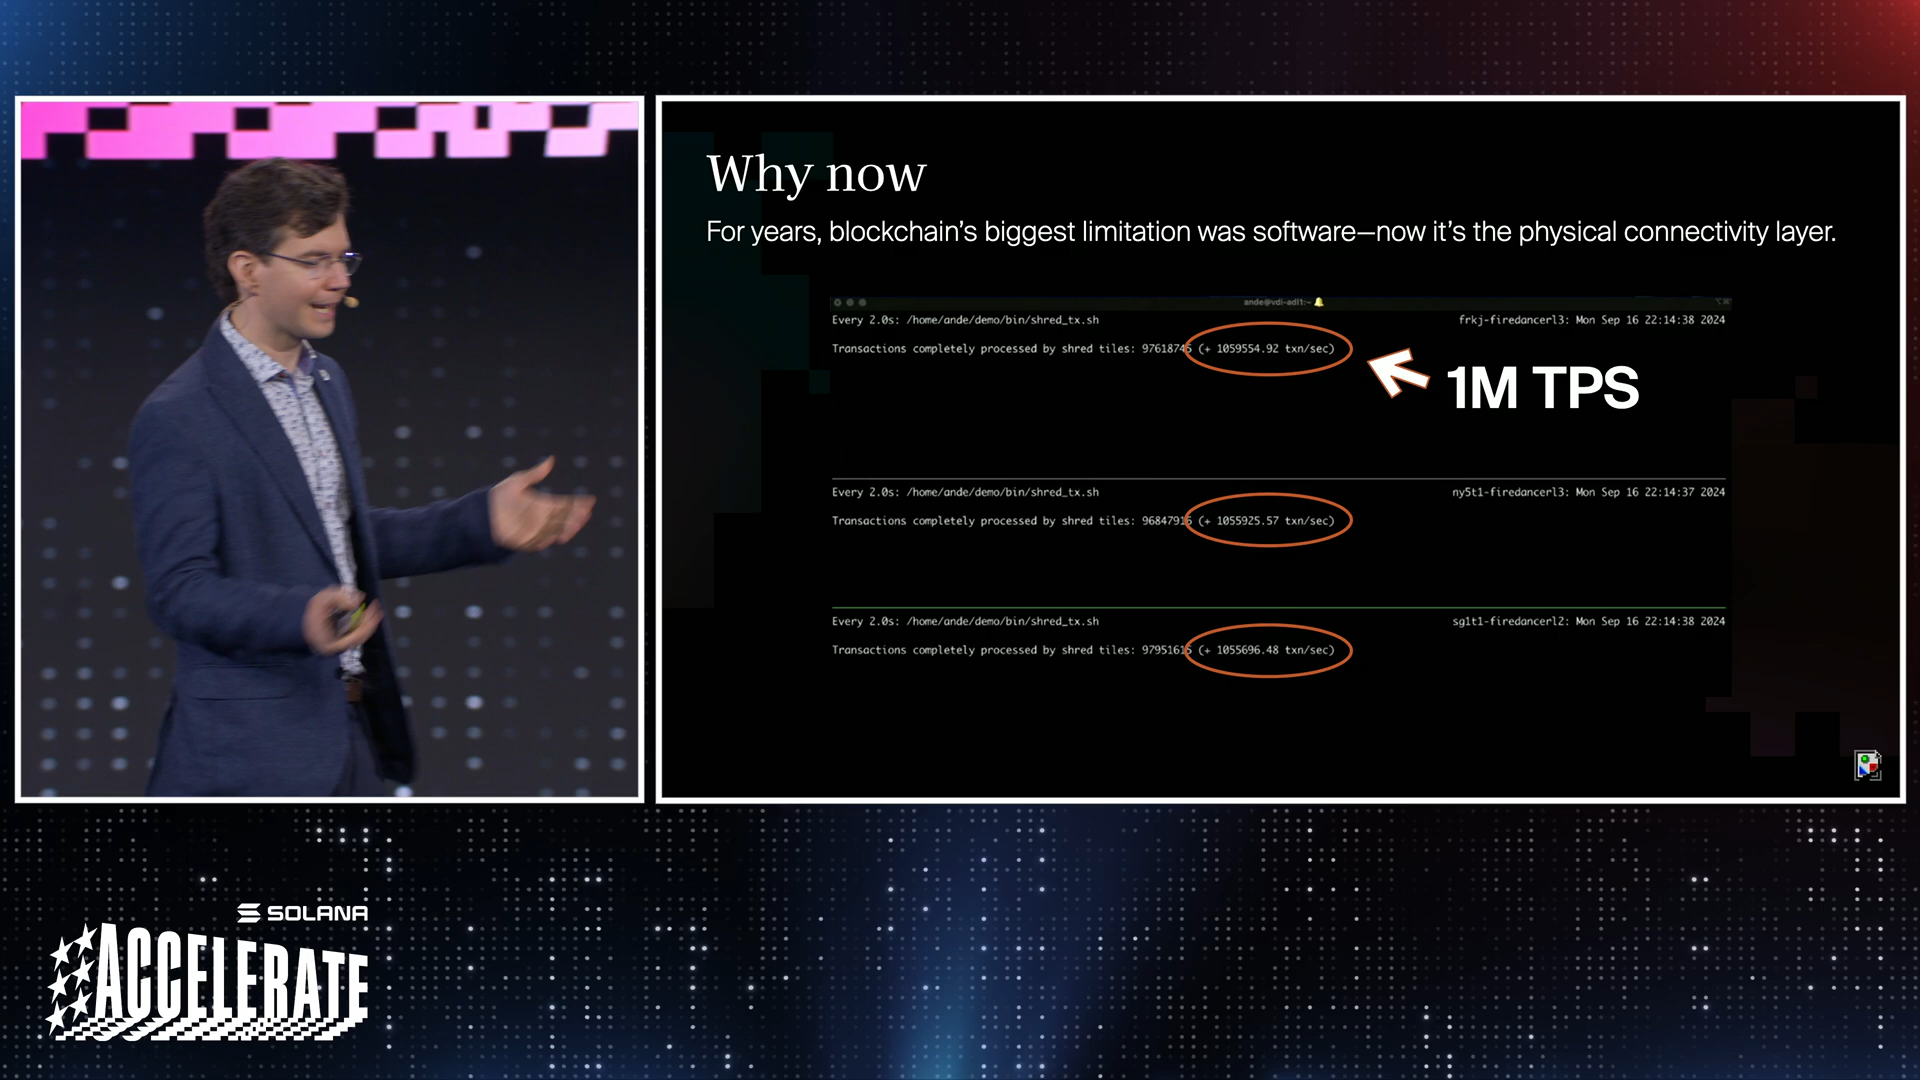 Why now
For years, blockchain's biggest limitation was software—now it's the physical connectivity layer.
ande@vdi-adi1:~
Every 2.0s: /home/ande/demo/bin/shred_tx.sh frkj-firedancerl3: Mon Sep 16 22:14:38 2024
Transactions completely processed by shred tiles: 97618745 (+ 1059554.92 txn/sec)
1M TPS
Every 2.0s: /home/ande/demo/bin/shred_tx.sh ny5t1-firedancerl3: Mon Sep 16 22:14:37 2024
Transactions completely processed by shred tiles: 96847915 (+ 1055925.57 txn/sec)
Every 2.0s: /home/ande/demo/bin/shred_tx.sh sg1t1-firedancerl2: Mon Sep 16 22:14:38 2024
Transactions completely processed by shred tiles: 97951615 (+ 1055696.48 txn/sec)
SOLANA
ACCELERATE